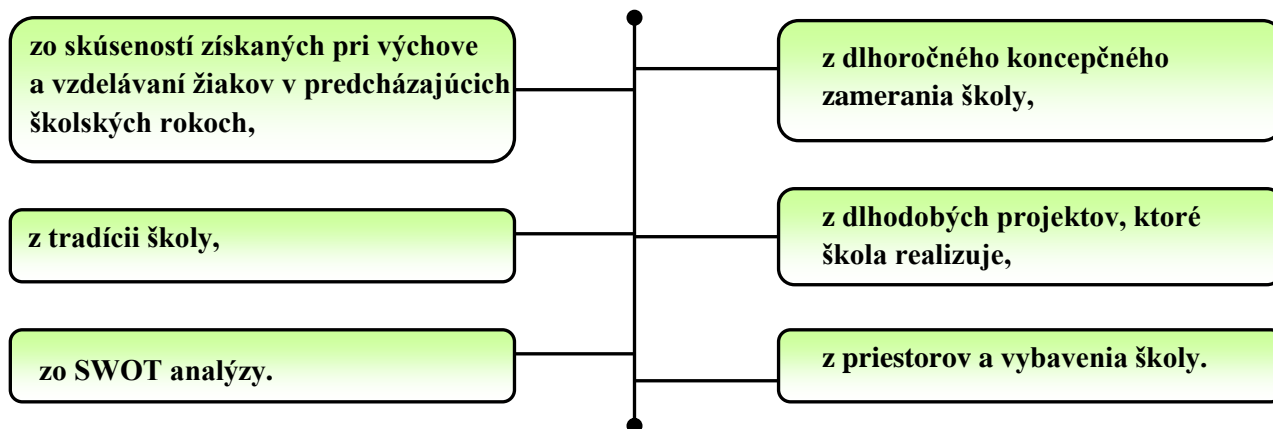 zo skúseností získaných pri výchove
a vzdelávaní žiakov v predcházajúcich
školských rokoch,
z tradícii školy,
zo SWOT analýzy.
z dlhoročného koncepčného
zamerania školy,
z dlhodobých projektov, ktoré
škola realizuje,
z priestorov a vybavenia školy.